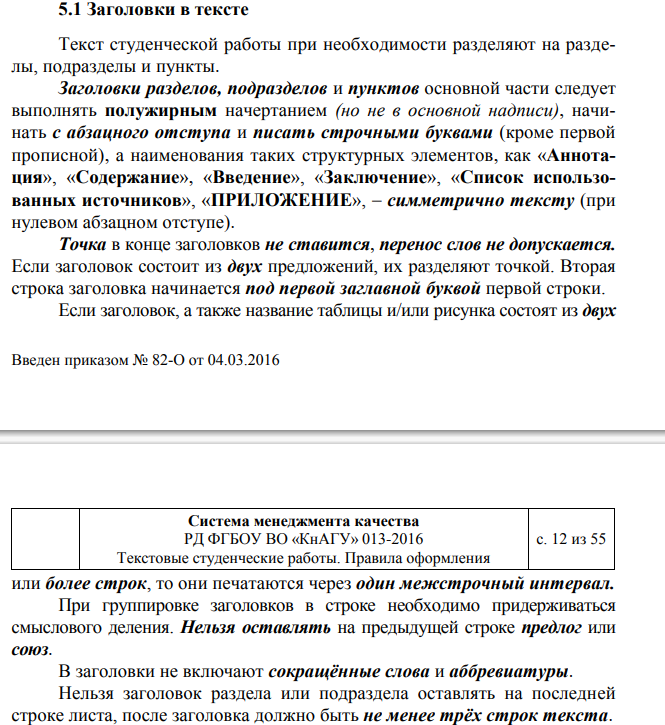 5.1 Заголовки в тексте
Текст студенческой работы при необходимости разделяют на разде-
лы, подразделы и пункты.
Заголовки разделов, подразделов и пунктов основной части следует
выполнять полужирным начертанием (но не в основной надписи), начи-
нать с абзацного отступа и писать строчными буквами (кроме первой
прописной), а наименования таких структурных элементов, как «Аннота-
ция», «Содержание», «Введение», «Заключение», «Список использо-
ванных источников», «ПРИЛОЖЕНИЕ», – симметрично тексту (при
нулевом абзацном отступе).
Точка в конце заголовков не ставится, перенос слов не допускается.
Если заголовок состоит из двух предложений, их разделяют точкой. Вторая
строка заголовка начинается под первой заглавной буквой первой строки.
Если заголовок, а также название таблицы и/или рисунка состоят из двух
Введен приказом № 82-О от 04.03.2016
Система менеджмента качества
РД ФГБОУ ВО «КнАГУ» 013-2016
Текстовые студенческие работы. Правила оформления
с. 12 из 55
или более строк, то они печатаются через один межстрочный интервал.
При группировке заголовков в строке необходимо придерживаться
смыслового деления. Нельзя оставлять на предыдущей строке предлог или
союз.
В заголовки не включают сокращённые слова и аббревиатуры.
Нельзя заголовок раздела или подраздела оставлять на последней
строке листа, после заголовка должно быть не менее трёх строк текста.